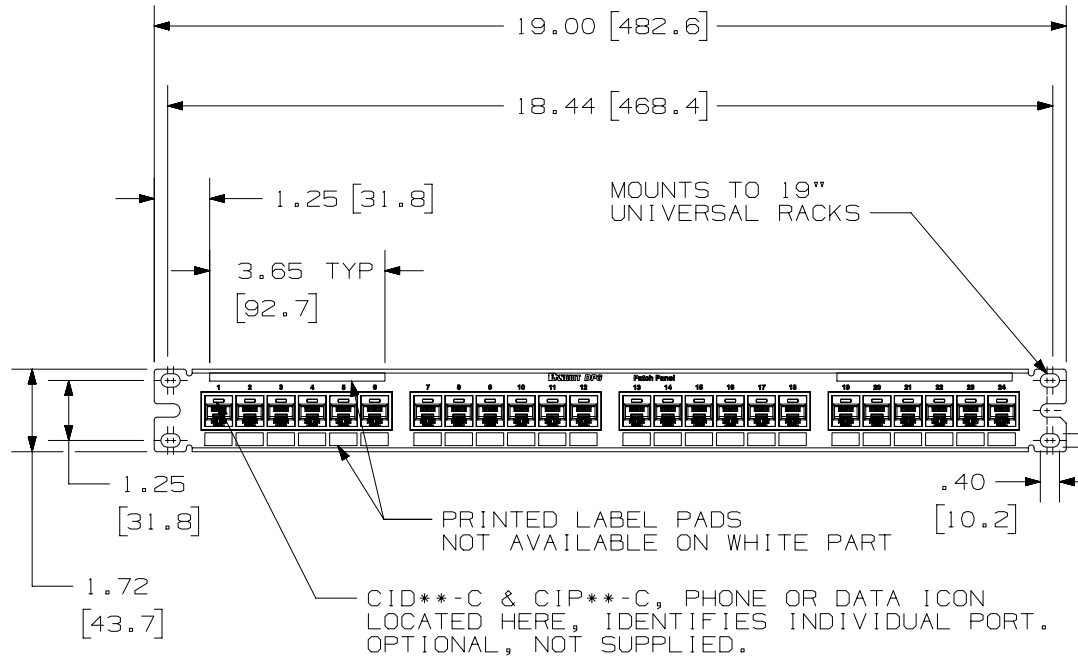 19.00 [482.6]
18.44 [468.4]
1.25 [31.8]
MOUNTS TO 19"
UNIVERSAL RACKS
3.65 TYP
[92.7]
PANDUIT DP6 Patch Panel
1 2 3 4 5 6 7 8 9 10 11 12 13 14 15 16 17 18 19 20 21 22 23 24
1.25
[31.8]
.40
[10.2]
PRINTED LABEL PADS
NOT AVAILABLE ON WHITE PART
1.72
[43.7]
CID**-C & CIP**-C, PHONE OR DATA ICON
LOCATED HERE, IDENTIFIES INDIVIDUAL PORT.
OPTIONAL, NOT SUPPLIED.